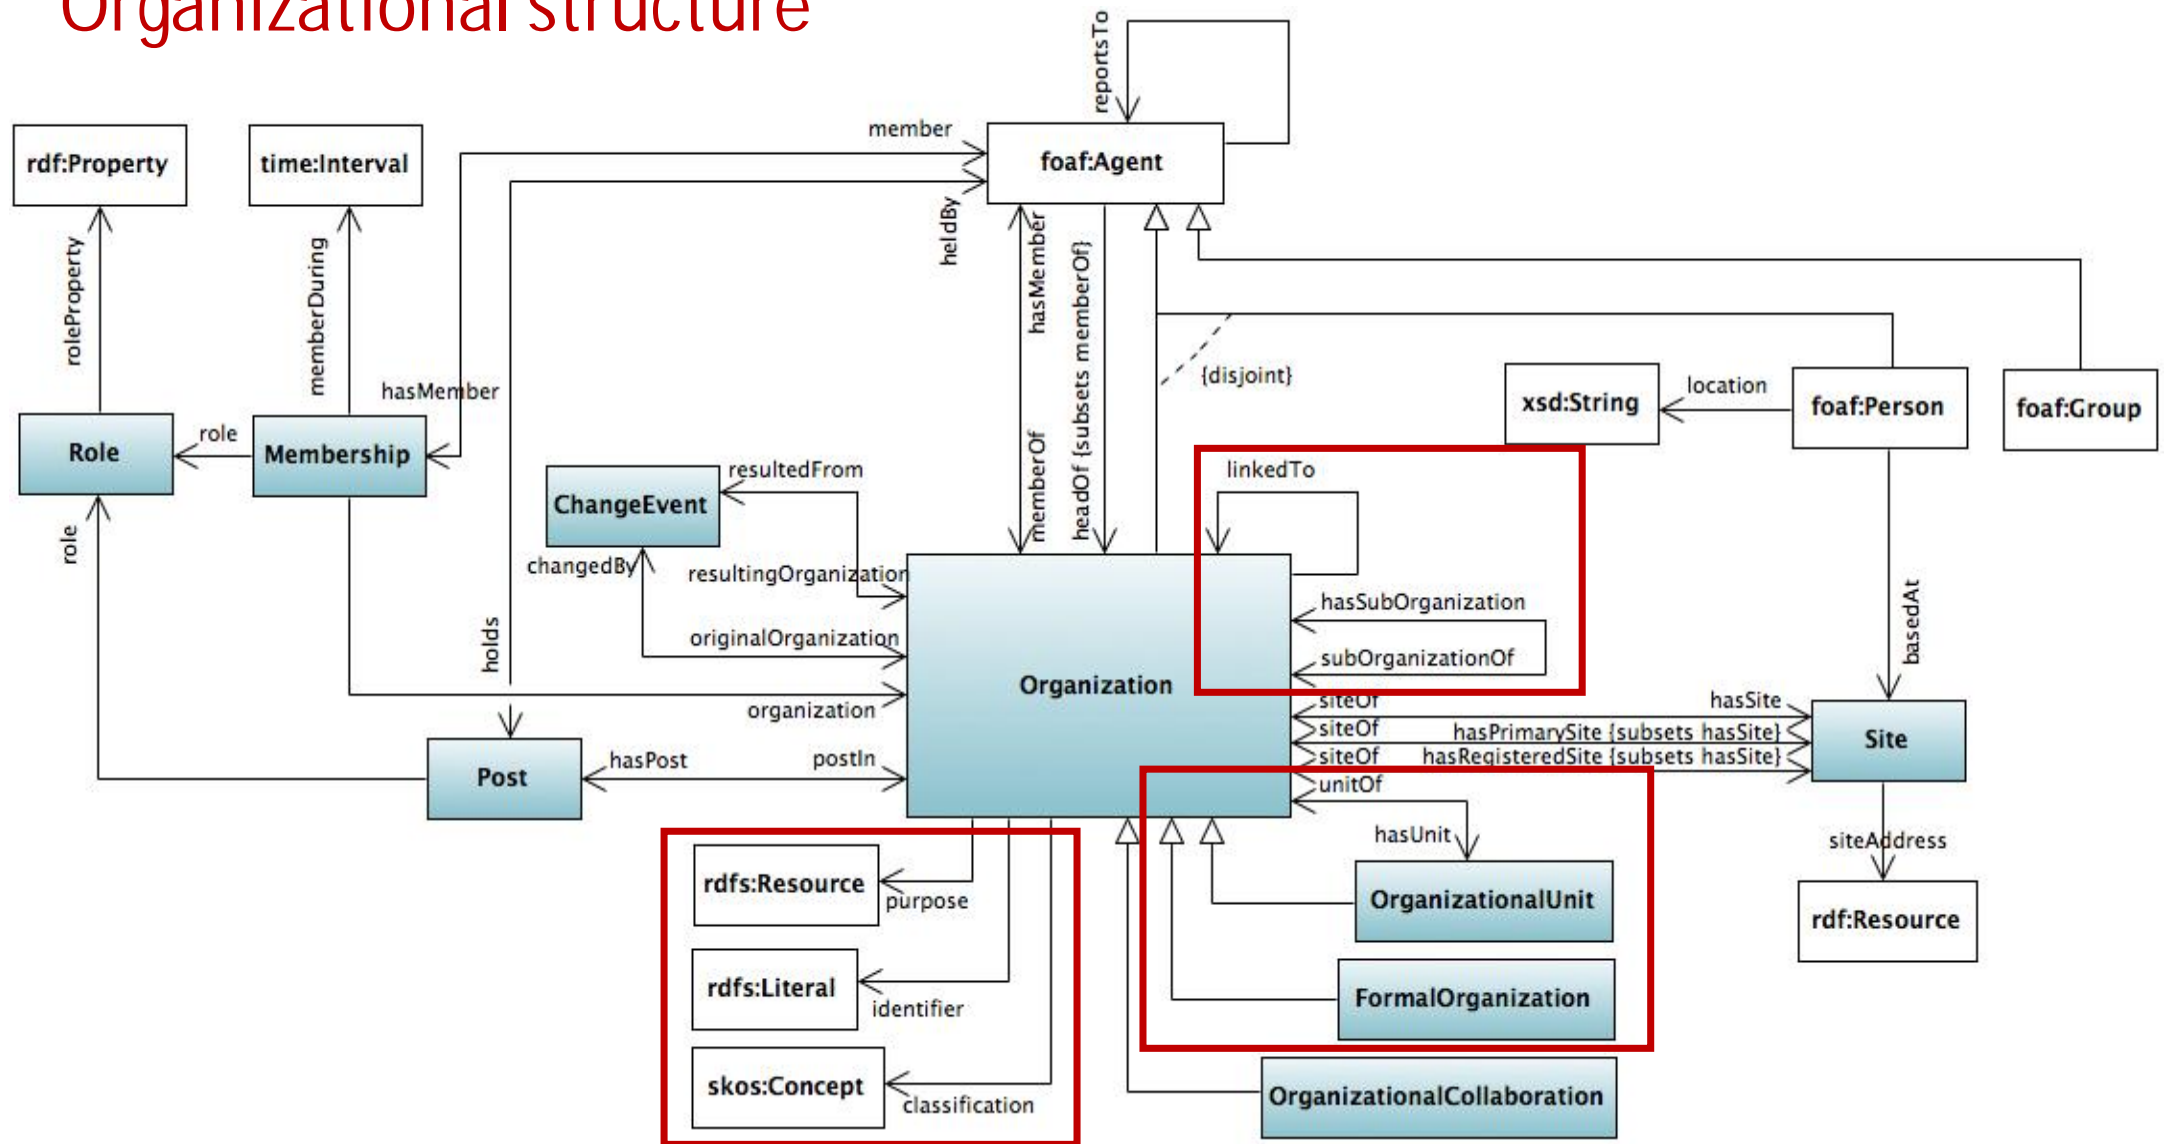 Organizational structure
reportsTo
member
rdf:Property
time:Interval
foaf:Agent
heldBy
hasMember
roleProperty
memberDuring
headOf {subsets memberOf}
{disjoint}
hasMember
location
xsd:String
foaf:Person
foaf:Group
role
Role
Membership
memberOf
linkedTo
resultedFrom
ChangeEvent
role
changedBy
resultingOrganization
hasSubOrganization
basedAt
holds
originalOrganization
subOrganizationOf
Organization
organization
siteOf
hasSite
siteOf
hasPrimarySite {subsets hasSite}
Site
siteOf
hasRegisteredSite {subsets hasSite}
Post
hasPost
postIn
unitOf
hasUnit
siteAddress
rdfs:Resource
purpose
OrganizationalUnit
rdf:Resource
rdfs:Literal
identifier
FormalOrganization
skos:Concept
classification
OrganizationalCollaboration